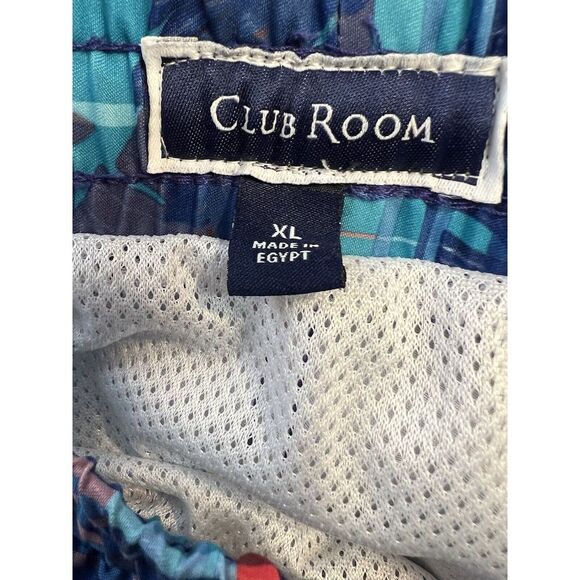 CLUB ROOM
XL
MADE IN
EGYPT